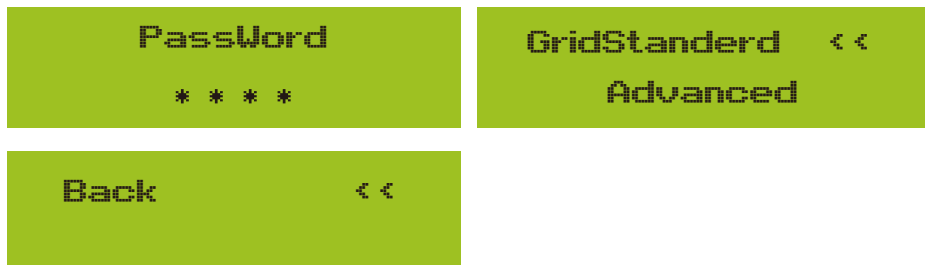 PassWord
* * * *
GridStanderd <<
Advanced
Back <<